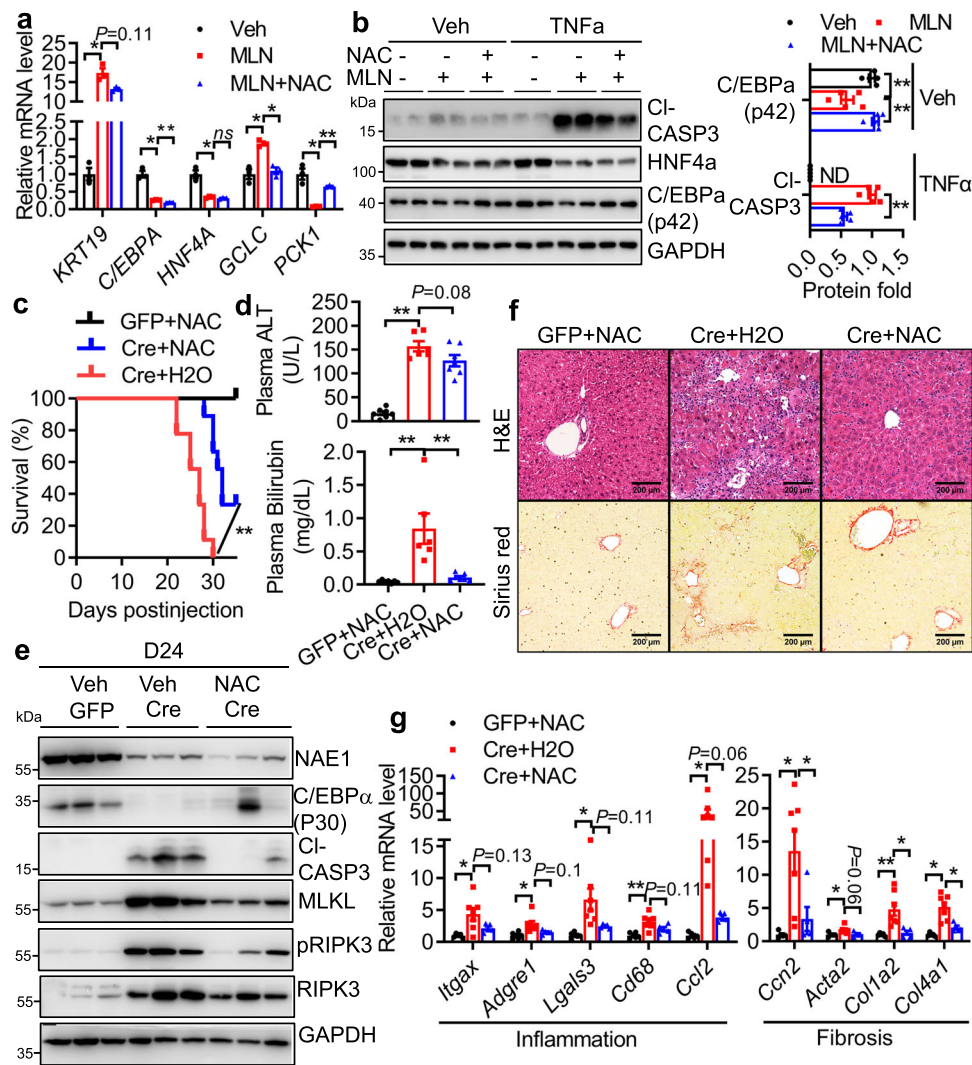 a
P=0.11
Veh
MLN
MLN+NAC
Relative mRNA levels
25
20
15
10
2.5
2.0
1.5
1.0
0.5
0.0
* * ** * ns * * * **
KRT19
C/EBPA
HNF4A
GCLC
PCK1
b
Veh TNFa
NAC + +
MLN - + + - + +
kDa
15
100
40
35
Cl-
CASP3
HNF4a
C/EBPa
(p42)
GAPDH
Veh MLN
MLN+NAC
C/EBPa
(p42)
**
**
Veh
Cl-
CASP3
ND
**
TNFα
0.0 0.5 1.0 1.5
Protein fold
c
GFP+NAC
Cre+NAC
Cre+H2O
Survival (%)
100
80
60
40
20
0
**
0 10 20 30
Days postinjection
d
P=0.08
**
Plasma ALT
(U/L)
200
150
100
50
0
** **
Plasma Bilirubin
(mg/dL)
2.0
1.5
1.0
0.5
0.0
GFP+NAC
Cre+H2O
Cre+NAC
e
D24
Veh Veh NAC
GFP Cre Cre
kDa
55
35
15
55
55
55
35
NAE1
C/EBPα
(P30)
Cl-
CASP3
MLKL
pRIPK3
RIPK3
GAPDH
f
GFP+NAC Cre+H2O Cre+NAC
H&E
200 μm 200 μm 200 μm
Sirius red
200 μm 200 μm 200 μm
g
GFP+NAC
Cre+H2O
Cre+NAC
Relative mRNA level
150
100
50
15
10
5
0
* P=0.13
* P=0.1
* P=0.11
** P=0.11
* P=0.06
Itgax
Adgre1
Lgals3
Cd68
Ccl2
Inflammation
25
20
15
10
5
0
* *
* P=0.06
** *
* *
Ccn2
Acta2
Col1a2
Col4a1
Fibrosis